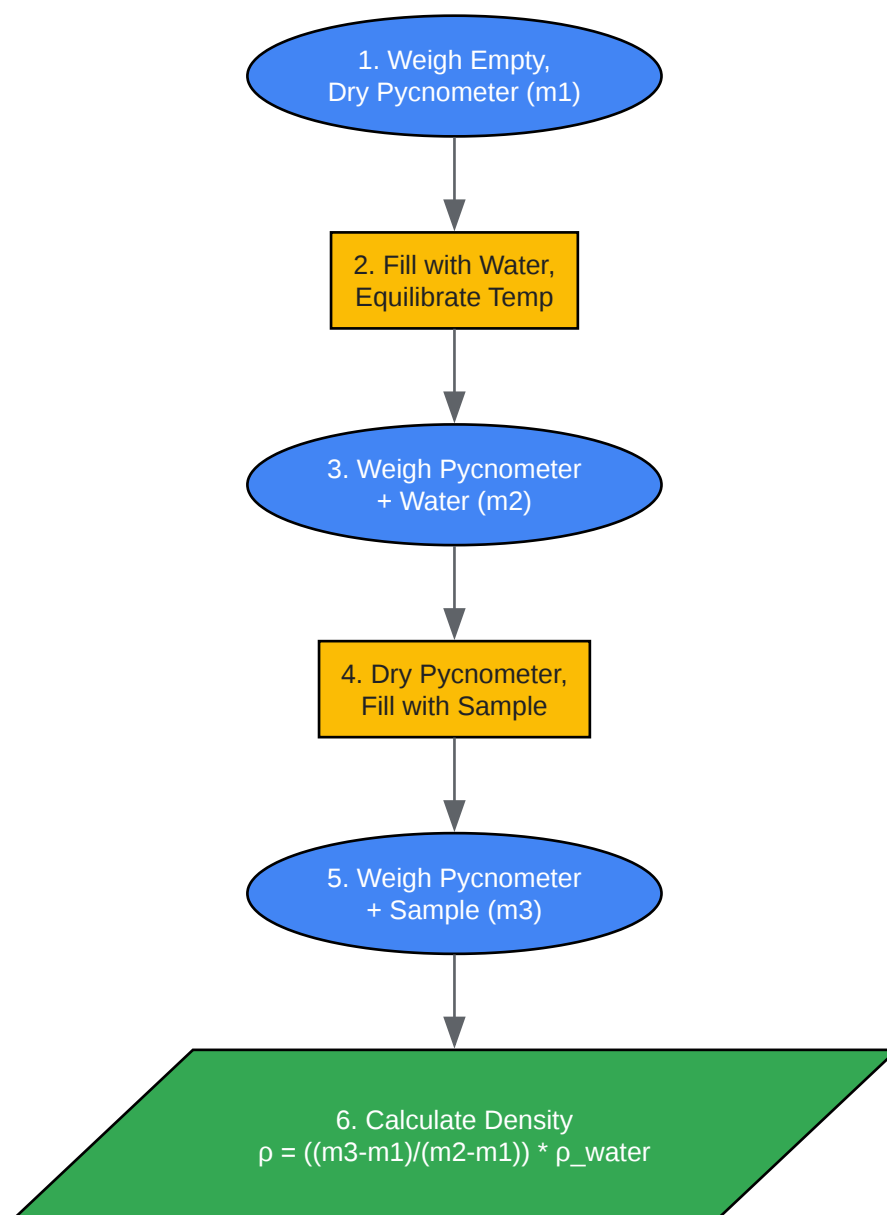 1. Weigh Empty,
Dry Pycnometer (m1)
2. Fill with Water,
Equilibrate Temp
3. Weigh Pycnometer
+ Water (m2)
4. Dry Pycnometer,
Fill with Sample
5. Weigh Pycnometer
+ Sample (m3)
6. Calculate Density
ρ = ((m3-m1)/(m2-m1)) * ρ_water